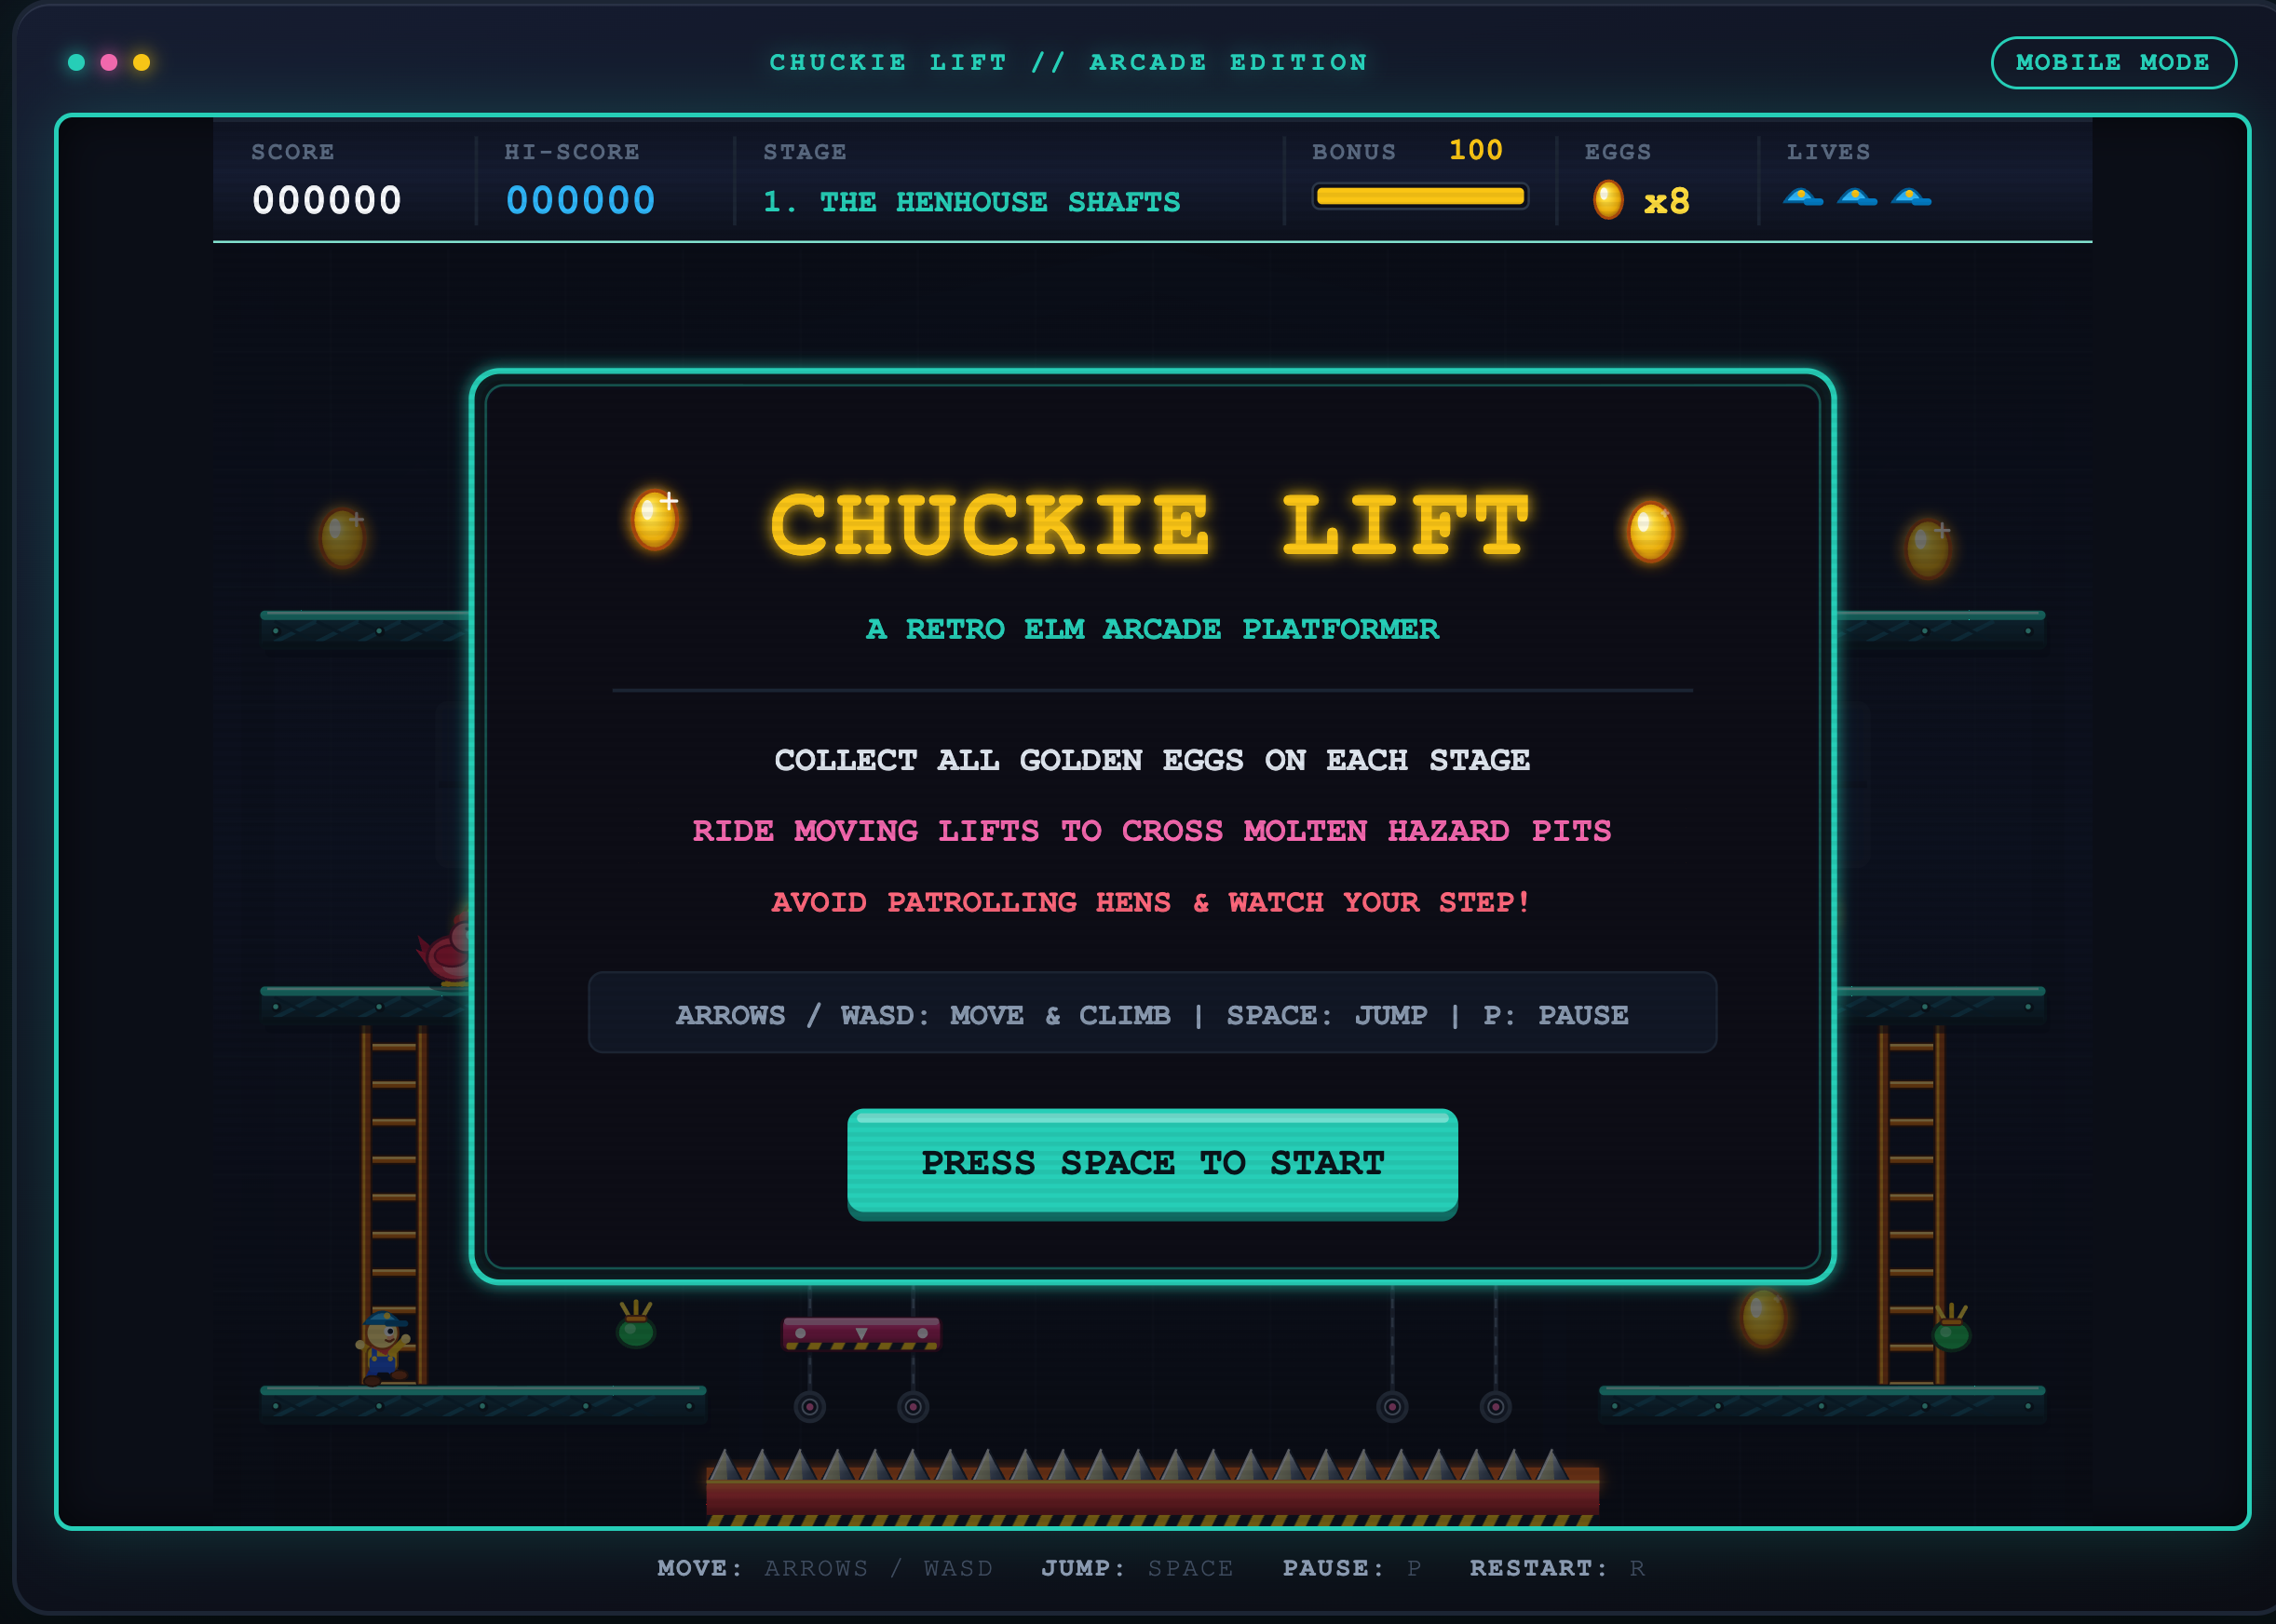 CHUCKIE LIFT // ARCADE EDITION
MOBILE MODE
SCORE
000000
HI-SCORE
000000
STAGE
1. THE HENHOUSE SHAFTS
BONUS 100
EGGS
x8
LIVES
CHUCKIE LIFT
A RETRO ELM ARCADE PLATFORMER
COLLECT ALL GOLDEN EGGS ON EACH STAGE
RIDE MOVING LIFTS TO CROSS MOLTEN HAZARD PITS
AVOID PATROLLING HENS & WATCH YOUR STEP!
ARROWS / WASD: MOVE & CLIMB | SPACE: JUMP | P: PAUSE
PRESS SPACE TO START
MOVE: ARROWS / WASD JUMP: SPACE PAUSE: P RESTART: R